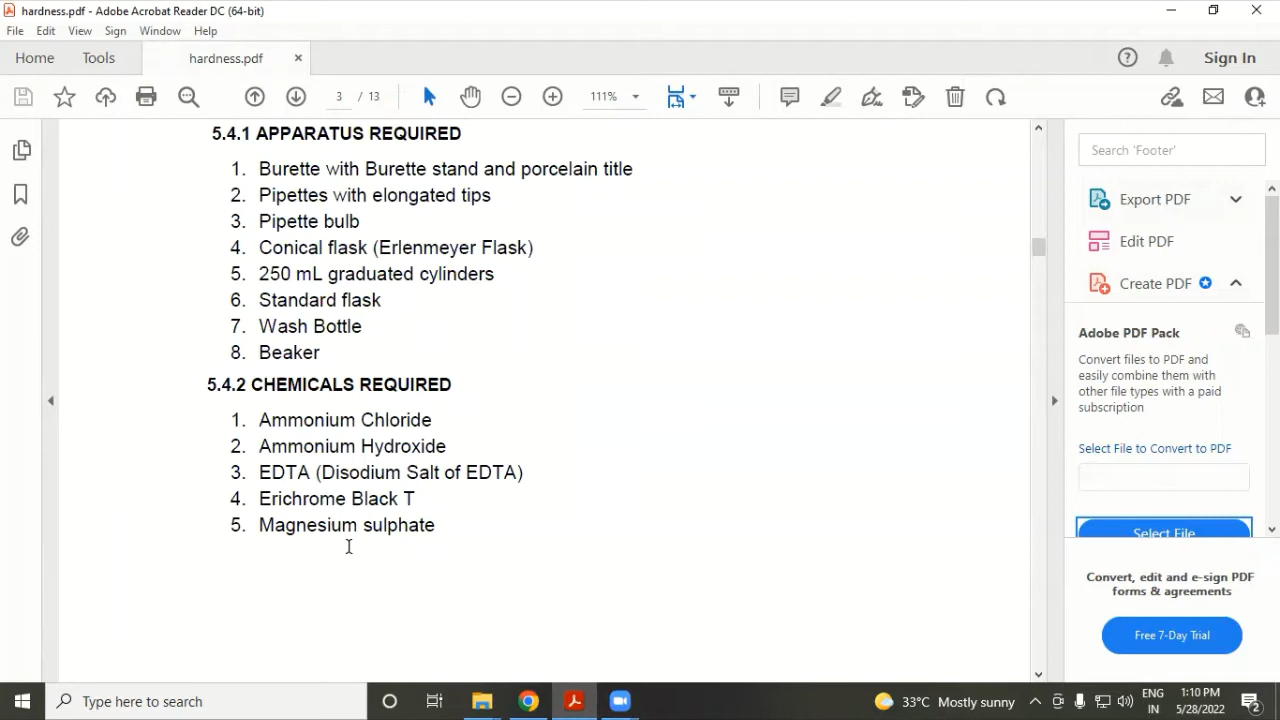 hardness.pdf - Adobe Acrobat Reader DC (64-bit)
File Edit View Sign Window Help
Home Tools hardness.pdf × Sign In
3 / 13 111%
5.4.1 APPARATUS REQUIRED
1. Burette with Burette stand and porcelain title
2. Pipettes with elongated tips
3. Pipette bulb
4. Conical flask (Erlenmeyer Flask)
5. 250 mL graduated cylinders
6. Standard flask
7. Wash Bottle
8. Beaker
5.4.2 CHEMICALS REQUIRED
1. Ammonium Chloride
2. Ammonium Hydroxide
3. EDTA (Disodium Salt of EDTA)
4. Erichrome Black T
5. Magnesium sulphate
Search 'Footer'
Export PDF
Edit PDF
Create PDF
Adobe PDF Pack
Convert files to PDF and
easily combine them with
other file types with a paid
subscription
Select File to Convert to PDF
Select File
Convert, edit and e-sign PDF
forms & agreements
Free 7-Day Trial
Type here to search
33°C Mostly sunny
ENG
IN
1:10 PM
5/28/2022
2